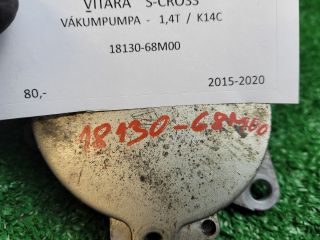 VITARA S-CROSS
VÁKUMPUMPA - 1,4T / K14C
18130-68M00
80,-
2015-2020
18130-68M00